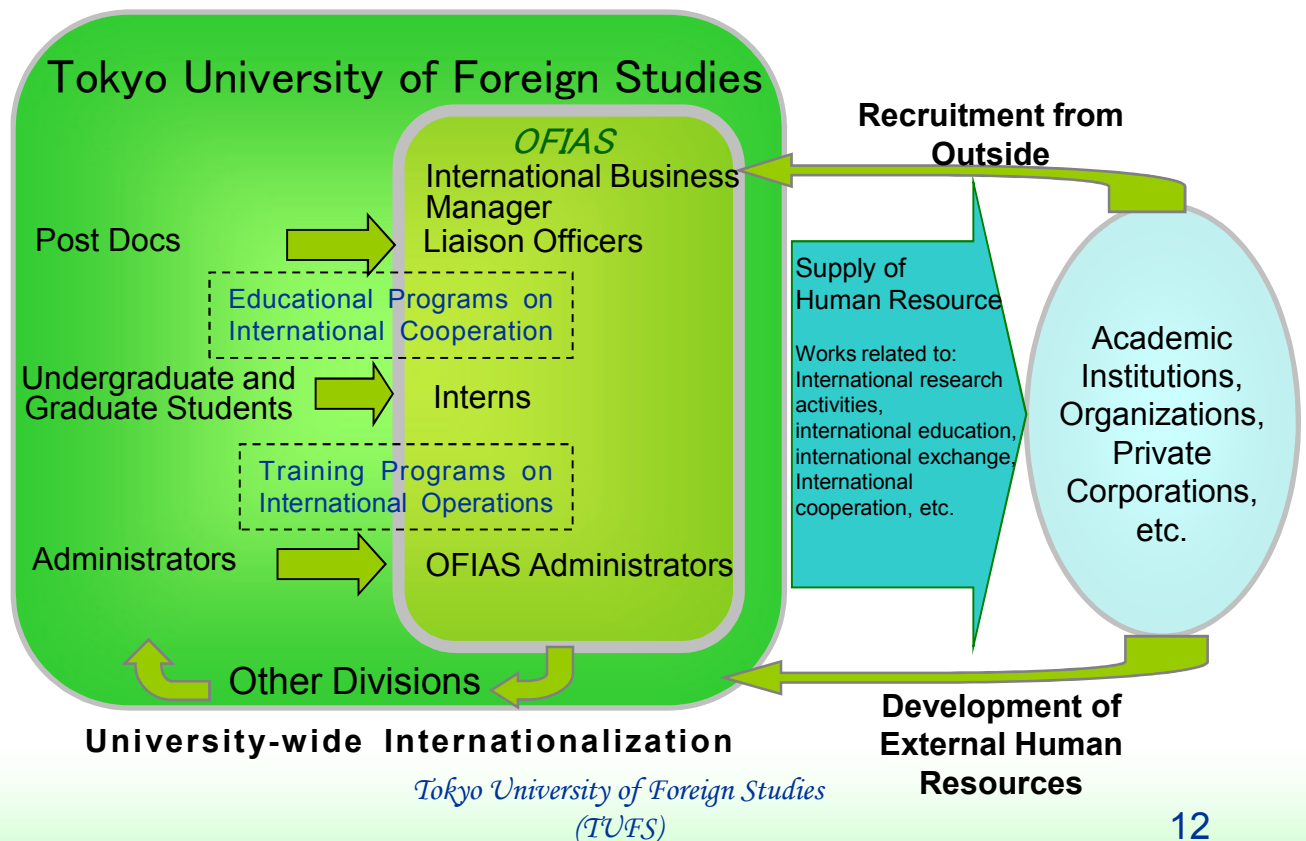 Tokyo University of Foreign Studies
OFIAS
International Business
Manager
Liaison Officers
Post Docs
Educational Programs on
International Cooperation
Undergraduate and
Graduate Students
Interns
Training Programs on
International Operations
Administrators
OFIAS Administrators
Other Divisions
University-wide Internationalization
Recruitment from
Outside
Supply of
Human Resource
Works related to:
International research
activities,
international education,
international exchange,
International
cooperation, etc.
Academic
Institutions,
Organizations,
Private
Corporations,
etc.
Development of
External Human
Resources
Tokyo University of Foreign Studies
(TUFS)
12